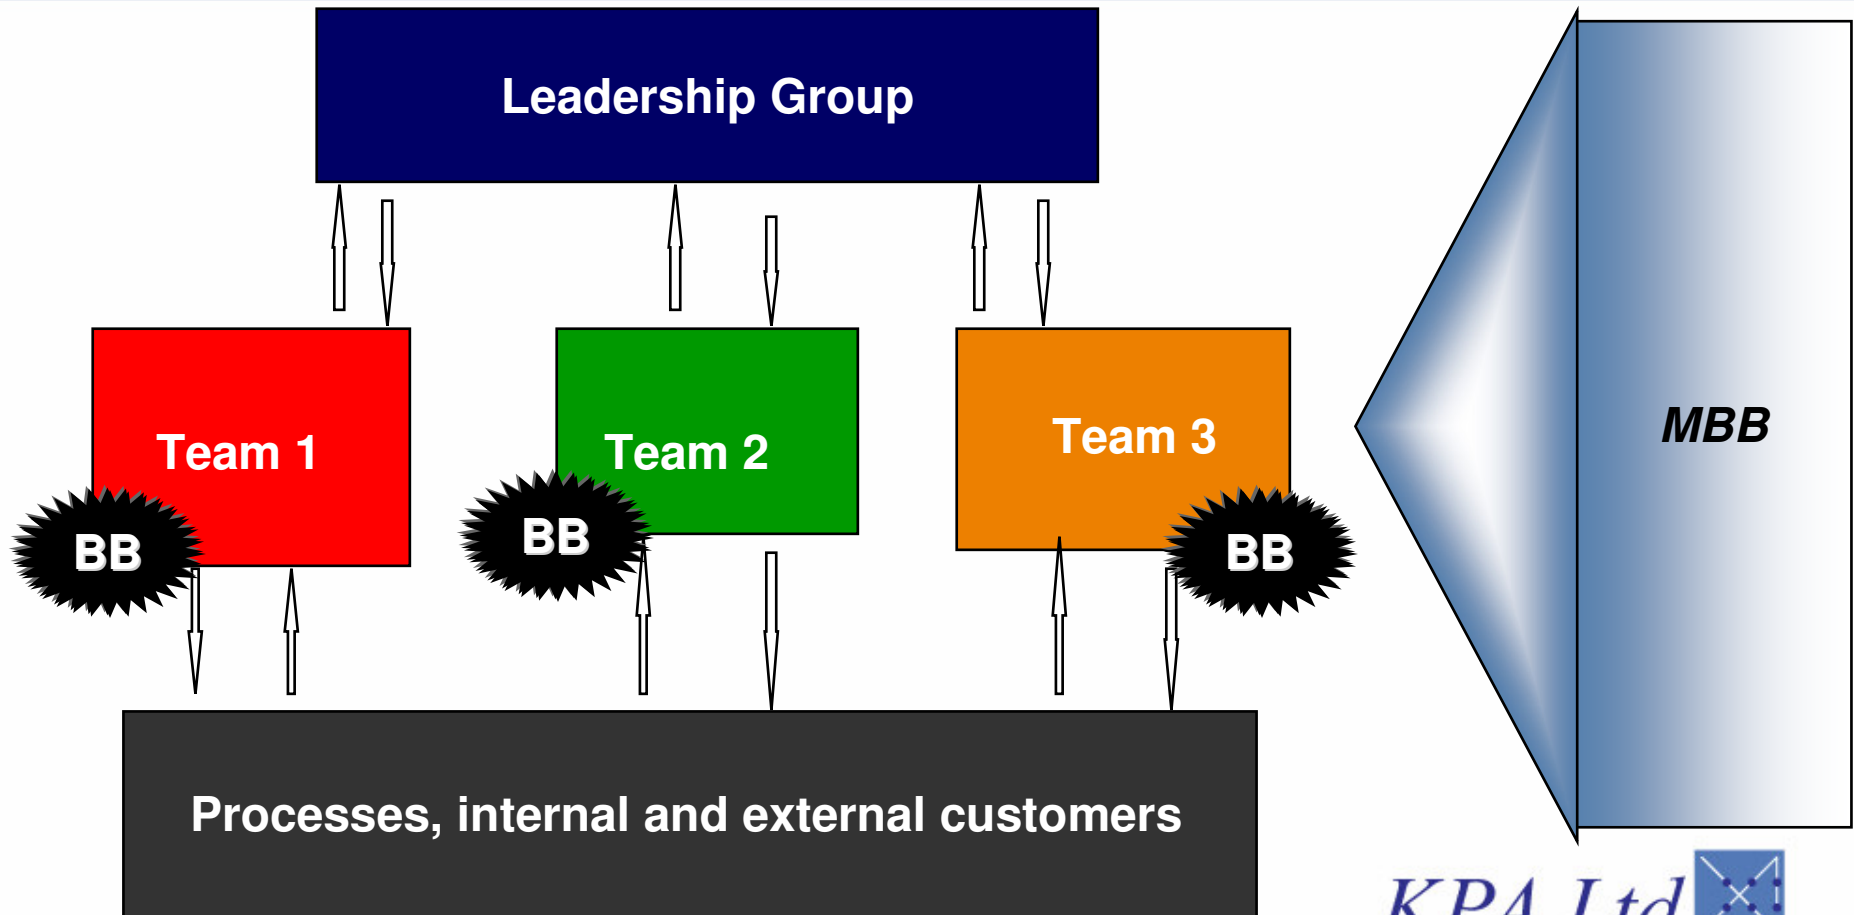 Leadership Group
Team 1
Team 2
Team 3
MBB
BB
BB
BB
Processes, internal and external customers
KPA Ltd